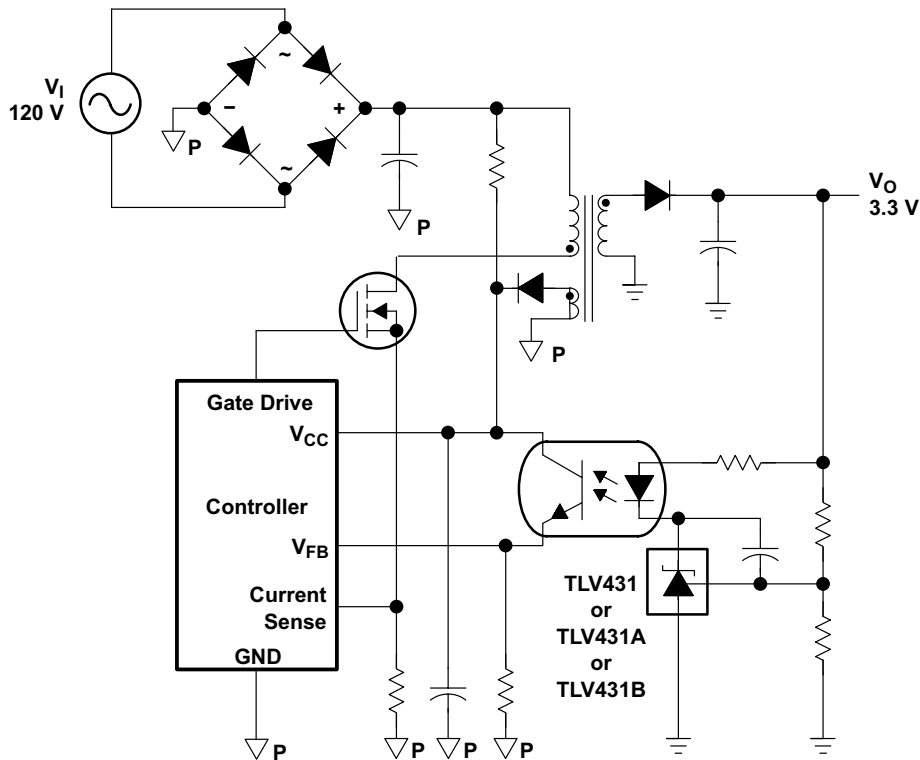 V_I
120 V
~
−
+
~
P
P
V_O
3.3 V
P
Gate Drive
V_CC
Controller
V_FB
Current
Sense
GND
TLV431
or
TLV431A
or
TLV431B
P
P
P
P